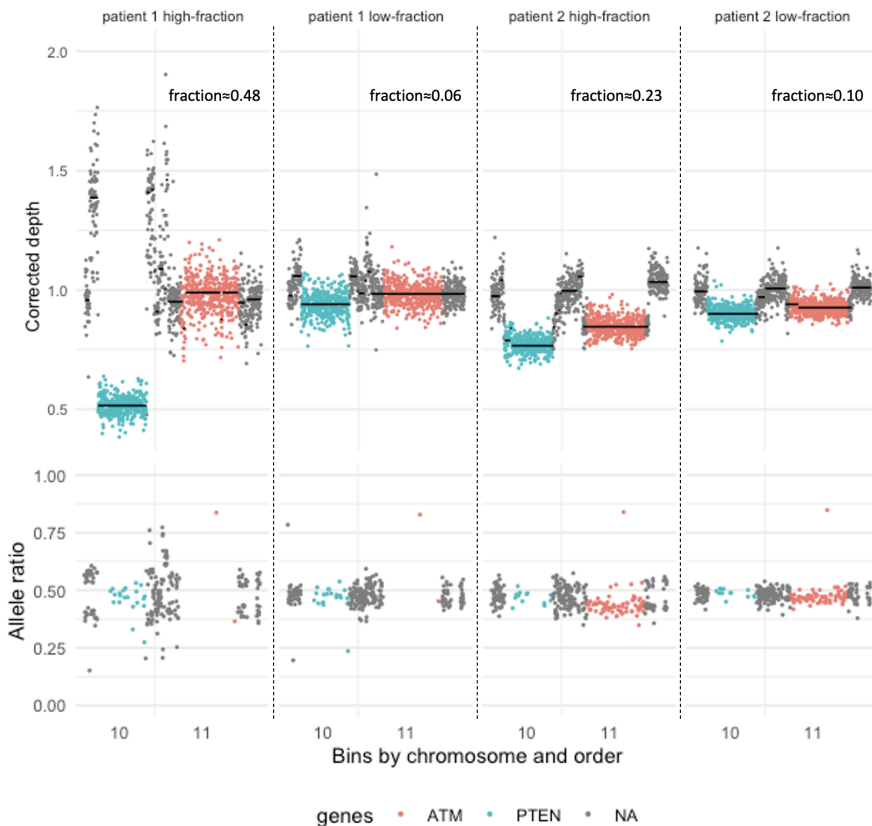 patient 1 high-fraction patient 1 low-fraction patient 2 high-fraction patient 2 low-fraction
2.0
fraction≈0.48 fraction≈0.06 fraction≈0.23 fraction≈0.10
1.5
1.0
0.5
Corrected depth
1.00
0.75
0.50
0.25
0.00
Allele ratio
10 11 10 11 10 11 10 11
Bins by chromosome and order
genes ATM PTEN NA